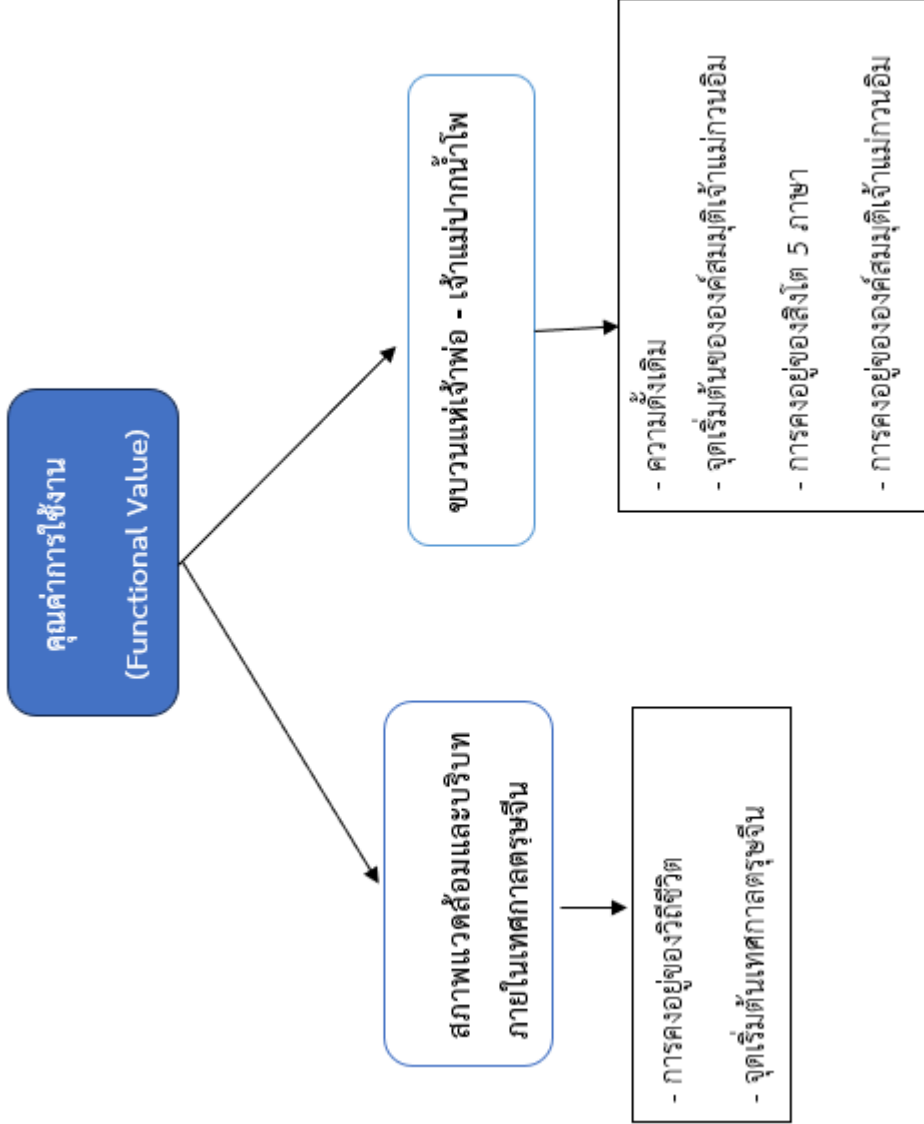 คุณค่าการใช้งาน
(Functional Value)
สภาพแวดล้อมและบริบท
ภายในเทศกาลตรุษจีน
- การคงอยู่ของวิถีชีวิต
- จุดเริ่มต้นเทศกาลตรุษจีน
ขบวนแห่เจ้าพ่อ - เจ้าแม่ปากน้ำโพ
- ความดั้งเดิม
- จุดเริ่มต้นขององค์สมมุติเจ้าแม่กวนอิม
- การคงอยู่ของสิงโต 5 ภาษา
- การคงอยู่ขององค์สมมุติเจ้าแม่กวนอิม